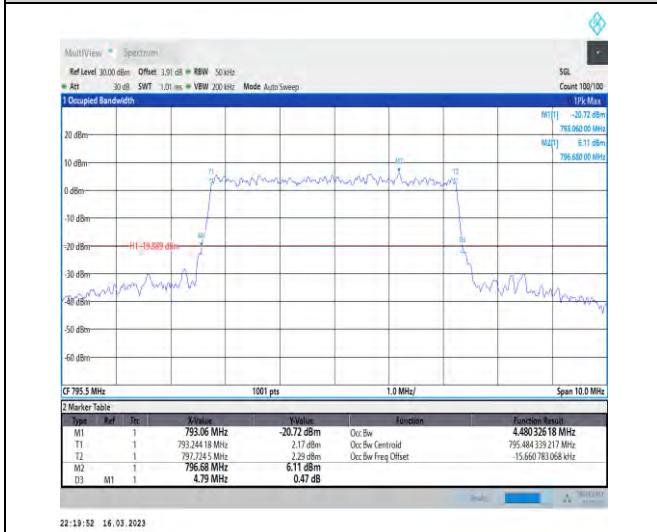 MultiView Spectrum
Ref Level 30.00 dBm Offset 3.91 dB RBW 50 kHz SGL
Att 30 dB SWT 1.01 ms VBW 200 kHz Mode Auto Sweep Count 100/100
1 Occupied Bandwidth 1Pk Max
M1[1] -20.72 dBm
793.060 00 MHz
M2[1] 6.11 dBm
796.680 00 MHz
20 dBm
10 dBm
T1 M2 T2
0 dBm
-10 dBm
-20 dBm H1 -19.889 dBm
-30 dBm
-40 dBm
-50 dBm
-60 dBm
CF 795.5 MHz 1001 pts 1.0 MHz/ Span 10.0 MHz
2 Marker Table
Type Ref Trc X-Value Y-Value Function Function Result
M1 1 793.06 MHz -20.72 dBm Occ Bw 4.480 326 18 MHz
T1 1 793.244 18 MHz 2.17 dBm Occ Bw Centroid 795.484 339 217 MHz
T2 1 797.724 5 MHz 2.29 dBm Occ Bw Freq Offset -15.660 783 068 kHz
M2 1 796.68 MHz 6.11 dBm
D3 M1 1 4.79 MHz 0.47 dB
22:19:52 16.03.2023